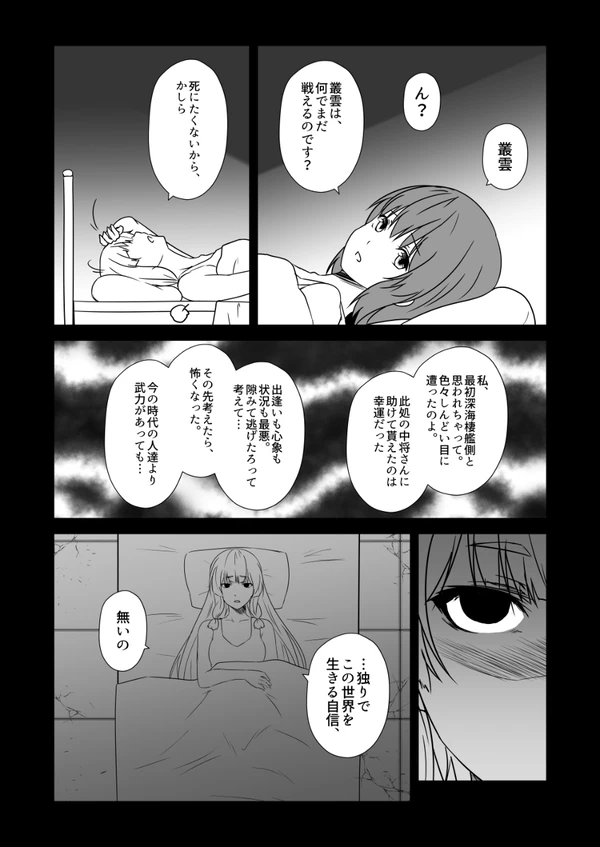 叢雲
ん?
叢雲は、
何でまだ
戦えるのです?
死にたくないから、
かしら
私、
最初深海棲艦側と
思われちゃって。
色々しんどい目に
遭ったのよ。
此処の中将さんに
助けて貰えたのは
幸運だった
出逢いも心象も
状況も最悪。
隙みて逃げたろって
考えて…
その先考えたら、
怖くなった。
今の時代の人達より
武力があっても…
…独りで
この世界を
生きる自信、
無いの